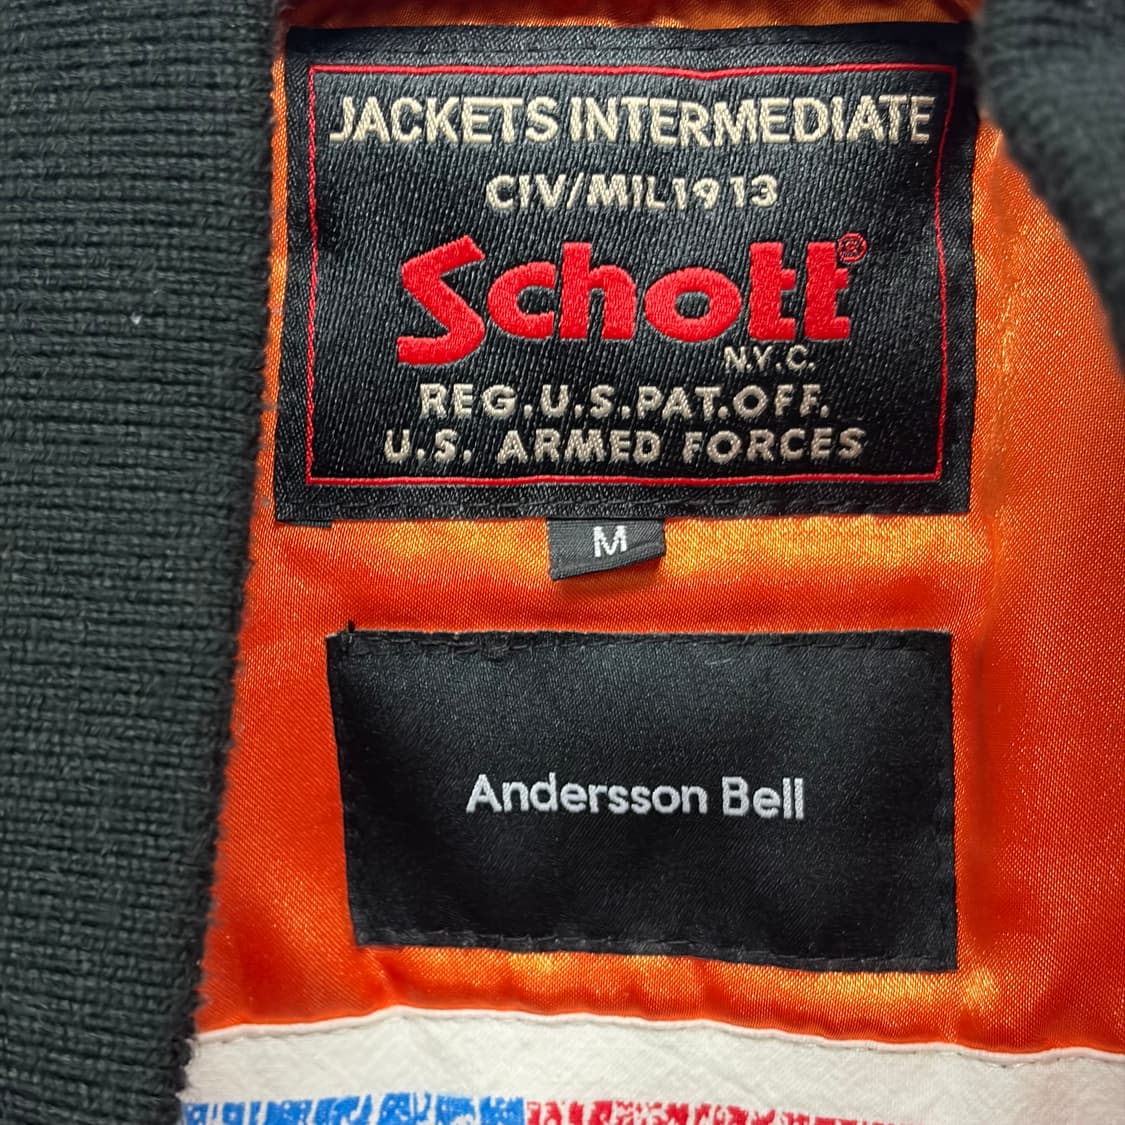 JACKETS INTERMEDIATE
CIV/MIL1913
Schott®
N.Y.C.
REG.U.S.PAT.OFF.
U.S. ARMED FORCES
M
Andersson Bell